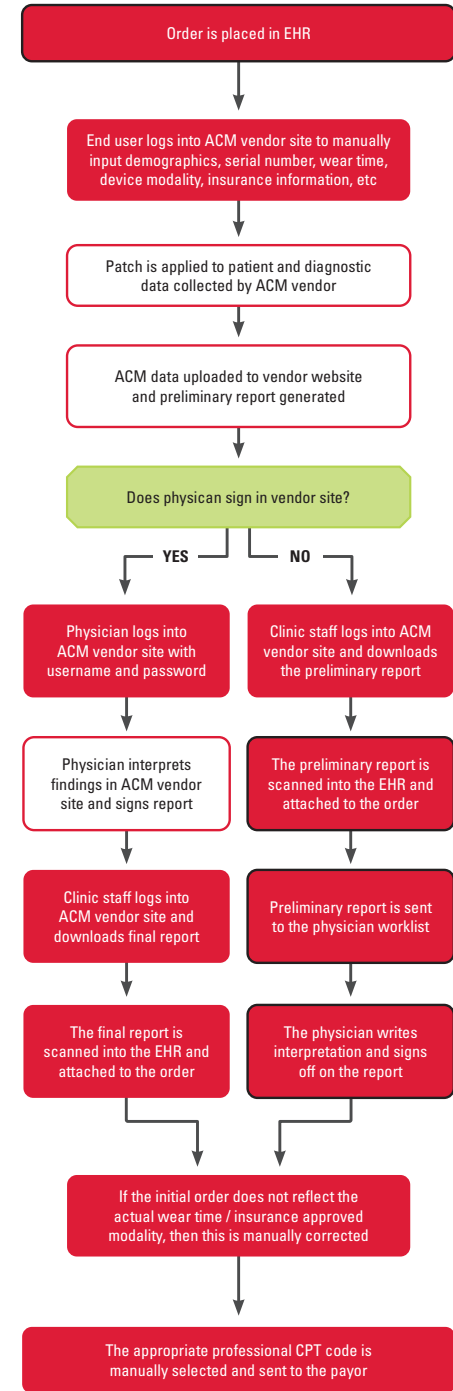 Order is placed in EHR
End user logs into ACM vendor site to manually
input demographics, serial number, wear time,
device modality, insurance information, etc
Patch is applied to patient and diagnostic
data collected by ACM vendor
ACM data uploaded to vendor website
and preliminary report generated
Does physican sign in vendor site?
YES
NO
Physician logs into
ACM vendor site with
username and password
Clinic staff logs into ACM
vendor site and downloads
the preliminary report
Physician interprets
findings in ACM vendor
site and signs report
The preliminary report is
scanned into the EHR and
attached to the order
Clinic staff logs into
ACM vendor site and
downloads final report
Preliminary report is sent
to the physician worklist
The final report is
scanned into the EHR and
attached to the order
The physician writes
interpretation and signs
off on the report
If the initial order does not reflect the
actual wear time / insurance approved
modality, then this is manually corrected
The appropriate professional CPT code is
manually selected and sent to the payor